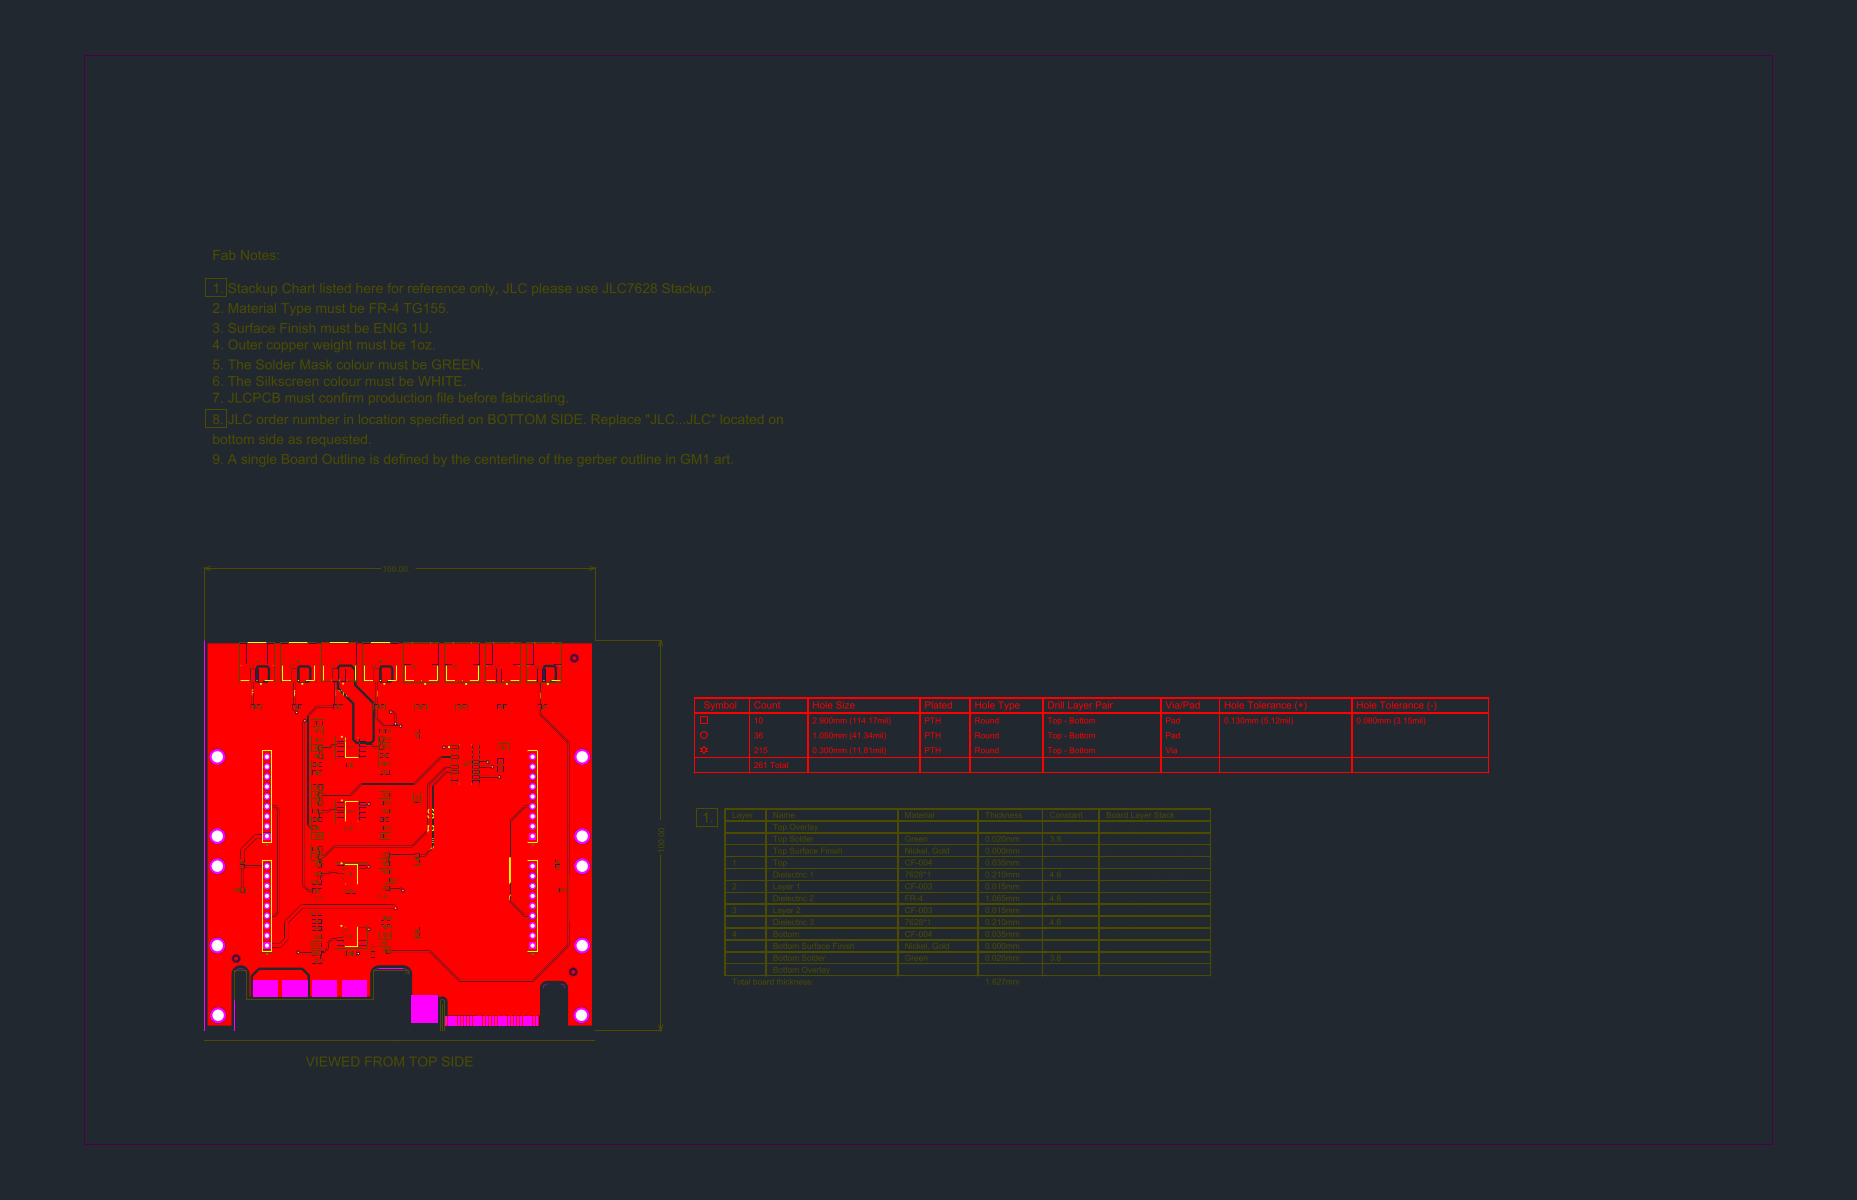 Fab Notes:
1. Stackup Chart listed here for reference only, JLC please use JLC7628 Stackup.
2. Material Type must be FR-4 TG155.
3. Surface Finish must be ENIG 1U.
4. Outer copper weight must be 1oz.
5. The Solder Mask colour must be GREEN.
6. The Silkscreen colour must be WHITE.
7. JLCPCB must confirm production file before fabricating.
8. JLC order number in location specified on BOTTOM SIDE. Replace "JLC...JLC" located on
bottom side as requested.
9. A single Board Outline is defined by the centerline of the gerber outline in GM1 art.
100.00
100.00
Symbol Count Hole Size Plated Hole Type Drill Layer Pair Via/Pad Hole Tolerance (+) Hole Tolerance (-)
10 2.900mm (114.17mil) PTH Round Top - Bottom Pad 0.130mm (5.12mil) 0.080mm (3.15mil)
36 1.050mm (41.34mil) PTH Round Top - Bottom Pad
215 0.300mm (11.81mil) PTH Round Top - Bottom Via
261 Total
1.
Layer Name Material Thickness Constant Board Layer Stack
Top Overlay
Top Solder Green 0.020mm 3.8
Top Surface Finish Nickel, Gold 0.000mm
1 Top CF-004 0.035mm
Dielectric 1 7628*1 0.210mm 4.6
2 Layer 1 CF-003 0.015mm
Dielectric 2 FR-4 1.065mm 4.6
3 Layer 2 CF-003 0.015mm
Dielectric 3 7628*1 0.210mm 4.6
4 Bottom CF-004 0.035mm
Bottom Surface Finish Nickel, Gold 0.000mm
Bottom Solder Green 0.020mm 3.8
Bottom Overlay
Total board thickness: 1.627mm
VIEWED FROM TOP SIDE